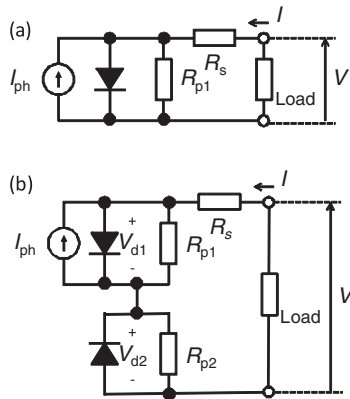 (a)
I
I_ph
R_p1
R_s
Load
V
(b)
I
I_ph
+
V_d1
-
R_p1
R_s
V
Load
+
V_d2
-
R_p2